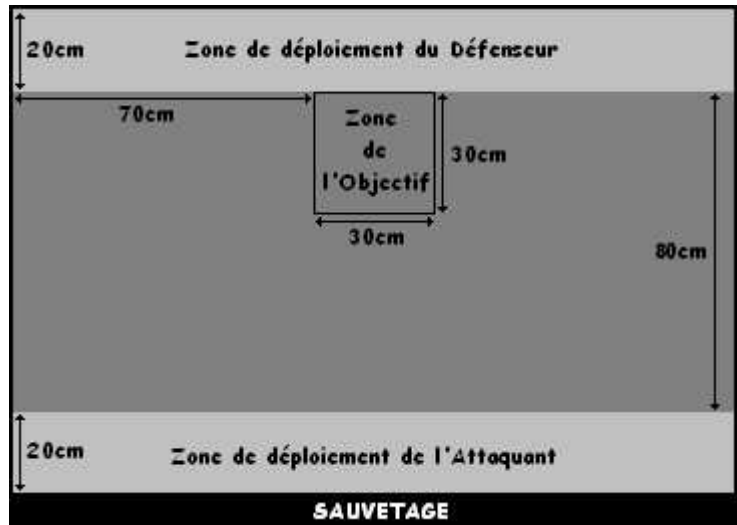 20cm
Zone de déploiement du Défenseur
70cm
Zone
de
l'Objectif
30cm
30cm
80cm
20cm
Zone de déploiement de l'Attaquant
SAUVETAGE